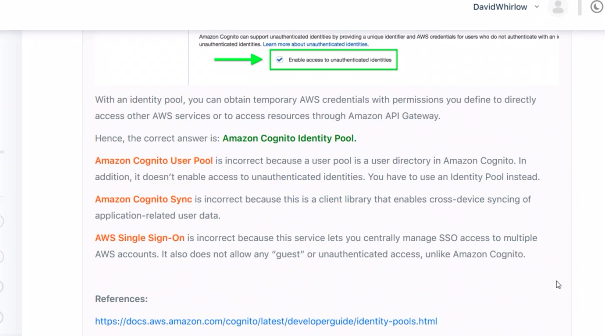 DavidWhirlow
Amazon Cognito can support unauthenticated identities by providing a unique identifier and AWS credentials for users who do not authenticate with an i
unauthenticated identities. Learn more about unauthenticated identities.
Enable access to unauthenticated identities
With an identity pool, you can obtain temporary AWS credentials with permissions you define to directly
access other AWS services or to access resources through Amazon API Gateway.
Hence, the correct answer is: Amazon Cognito Identity Pool.
Amazon Cognito User Pool is incorrect because a user pool is a user directory in Amazon Cognito. In
addition, it doesn't enable access to unauthenticated identities. You have to use an Identity Pool instead.
Amazon Cognito Sync is incorrect because this is a client library that enables cross-device syncing of
application-related user data.
AWS Single Sign-On is incorrect because this service lets you centrally manage SSO access to multiple
AWS accounts. It also does not allow any “guest” or unauthenticated access, unlike Amazon Cognito.
References:
https://docs.aws.amazon.com/cognito/latest/developerguide/identity-pools.html